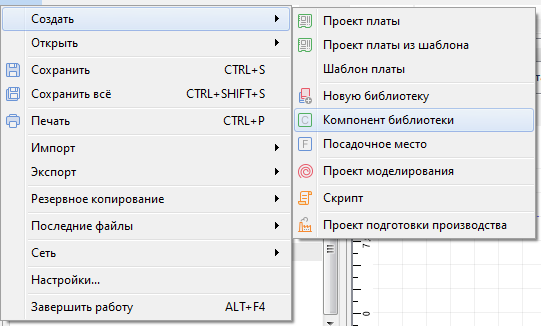 Создать
Открыть
Сохранить CTRL+S
Сохранить всё CTRL+SHIFT+S
Печать CTRL+P
Импорт
Экспорт
Резервное копирование
Последние файлы
Сеть
Настройки...
Завершить работу ALT+F4
Проект платы
Проект платы из шаблона
Шаблон платы
Новую библиотеку
Компонент библиотеки
Посадочное место
Проект моделирования
Скрипт
Проект подготовки производства
0